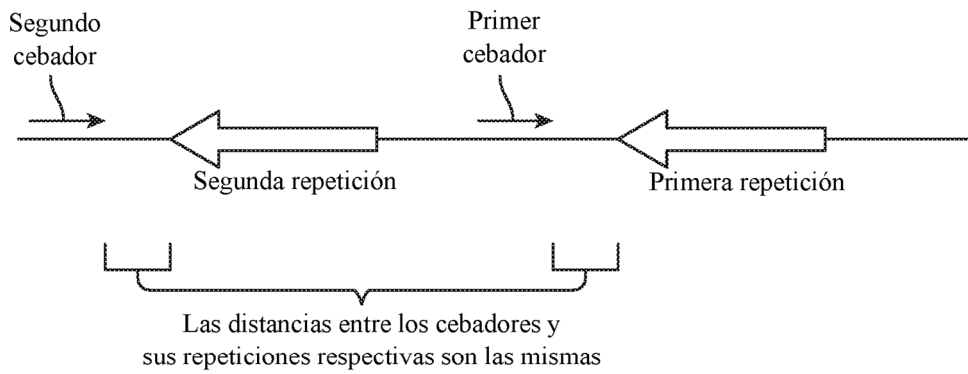 Segundo
cebador
Primer
cebador
Segunda repetición
Primera repetición
Las distancias entre los cebadores y
sus repeticiones respectivas son las mismas